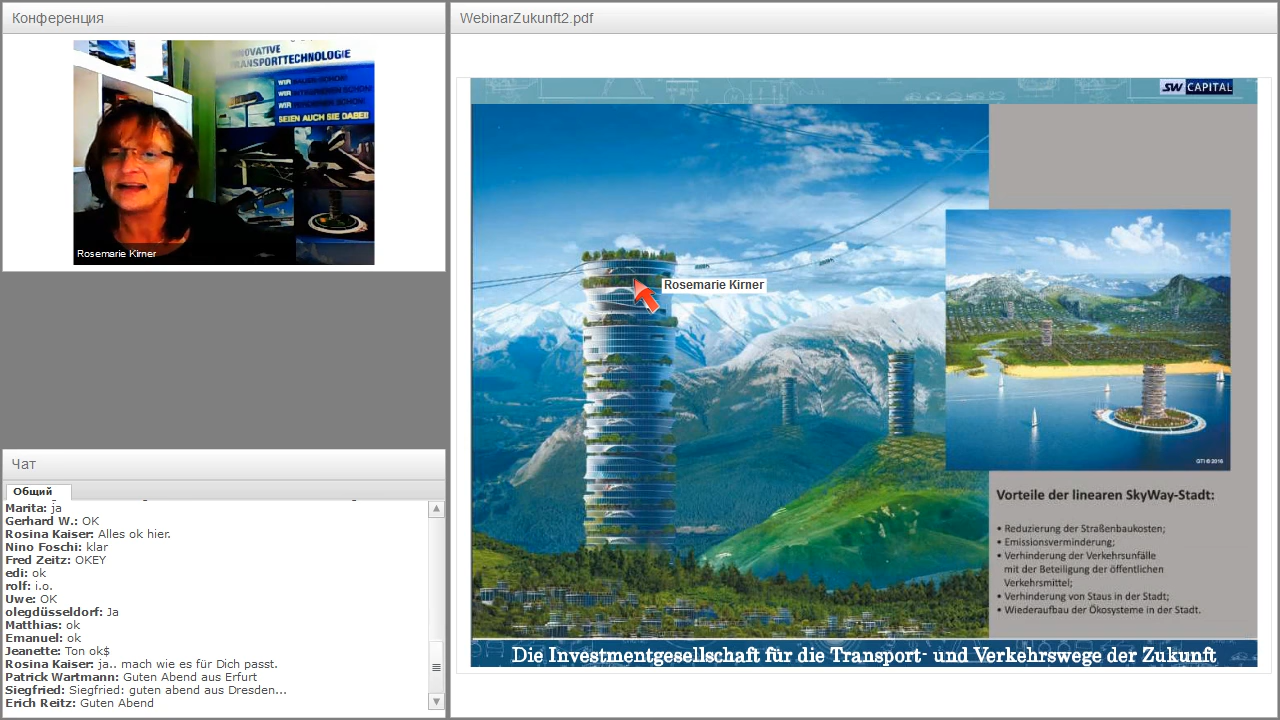 Конференция
INNOVATIVE
TRANSPORTTECHNOLOGIE
WIR
WIR
WIR
SEIEN AUCH SIE DABEI!
Rosemarie Kirner
Чат
Общий
Marita: ja
Gerhard W.: OK
Rosina Kaiser: Alles ok hier.
Nino Foschi: klar
Fred Zeitz: OKEY
edi: ok
rolf: i.o.
Uwe: OK
olegdüsseldorf: Ja
Matthias: ok
Emanuel: ok
Jeanette: Ton ok$
Rosina Kaiser: ja.. mach wie es für Dich passt.
Patrick Wartmann: Guten Abend aus Erfurt
Siegfried: Siegfried: guten abend aus Dresden...
Erich Reitz: Guten Abend
WebinarZukunft2.pdf
SW CAPITAL
Rosemarie Kirner
GTI © 2016
Vorteile der linearen SkyWay-Stadt:
• Reduzierung der Straßenbaukosten;
• Emissionsverminderung;
• Verhinderung der Verkehrsunfälle
mit der Beteiligung der öffentlichen
Verkehrsmittel;
• Verhinderung von Staus in der Stadt;
• Wiederaufbau der Ökosysteme in der Stadt.
Die Investmentgesellschaft für die Transport- und Verkehrswege der Zukunft